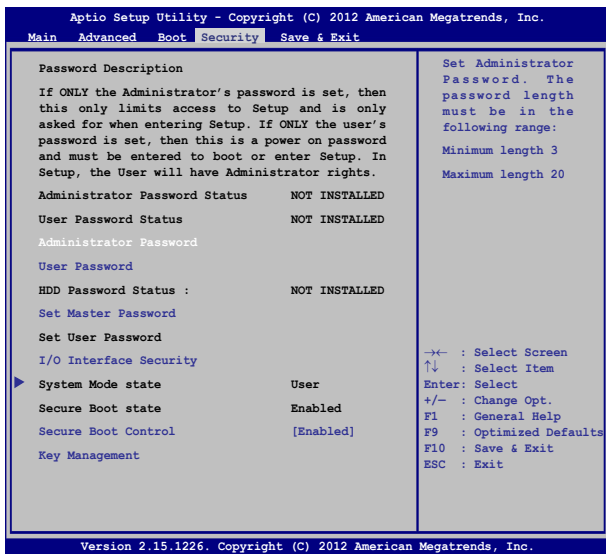 Aptio Setup Utility - Copyright (C) 2012 American Megatrends, Inc.
Main Advanced Boot Security Save & Exit
Password Description
If ONLY the Administrator's password is set, then
this only limits access to Setup and is only
asked for when entering Setup. If ONLY the user's
password is set, then this is a power on password
and must be entered to boot or enter Setup. In
Setup, the User will have Administrator rights.
Administrator Password Status NOT INSTALLED
User Password Status NOT INSTALLED
Administrator Password
User Password
HDD Password Status : NOT INSTALLED
Set Master Password
Set User Password
I/O Interface Security
System Mode state User
Secure Boot state Enabled
Secure Boot Control [Enabled]
Key Management
Set Administrator
Password. The
password length
must be in the
following range:
Minimum length 3
Maximum length 20
→← : Select Screen
↑↓ : Select Item
Enter: Select
+/— : Change Opt.
F1 : General Help
F9 : Optimized Defaults
F10 : Save & Exit
ESC : Exit
Version 2.15.1226. Copyright (C) 2012 American Megatrends, Inc.